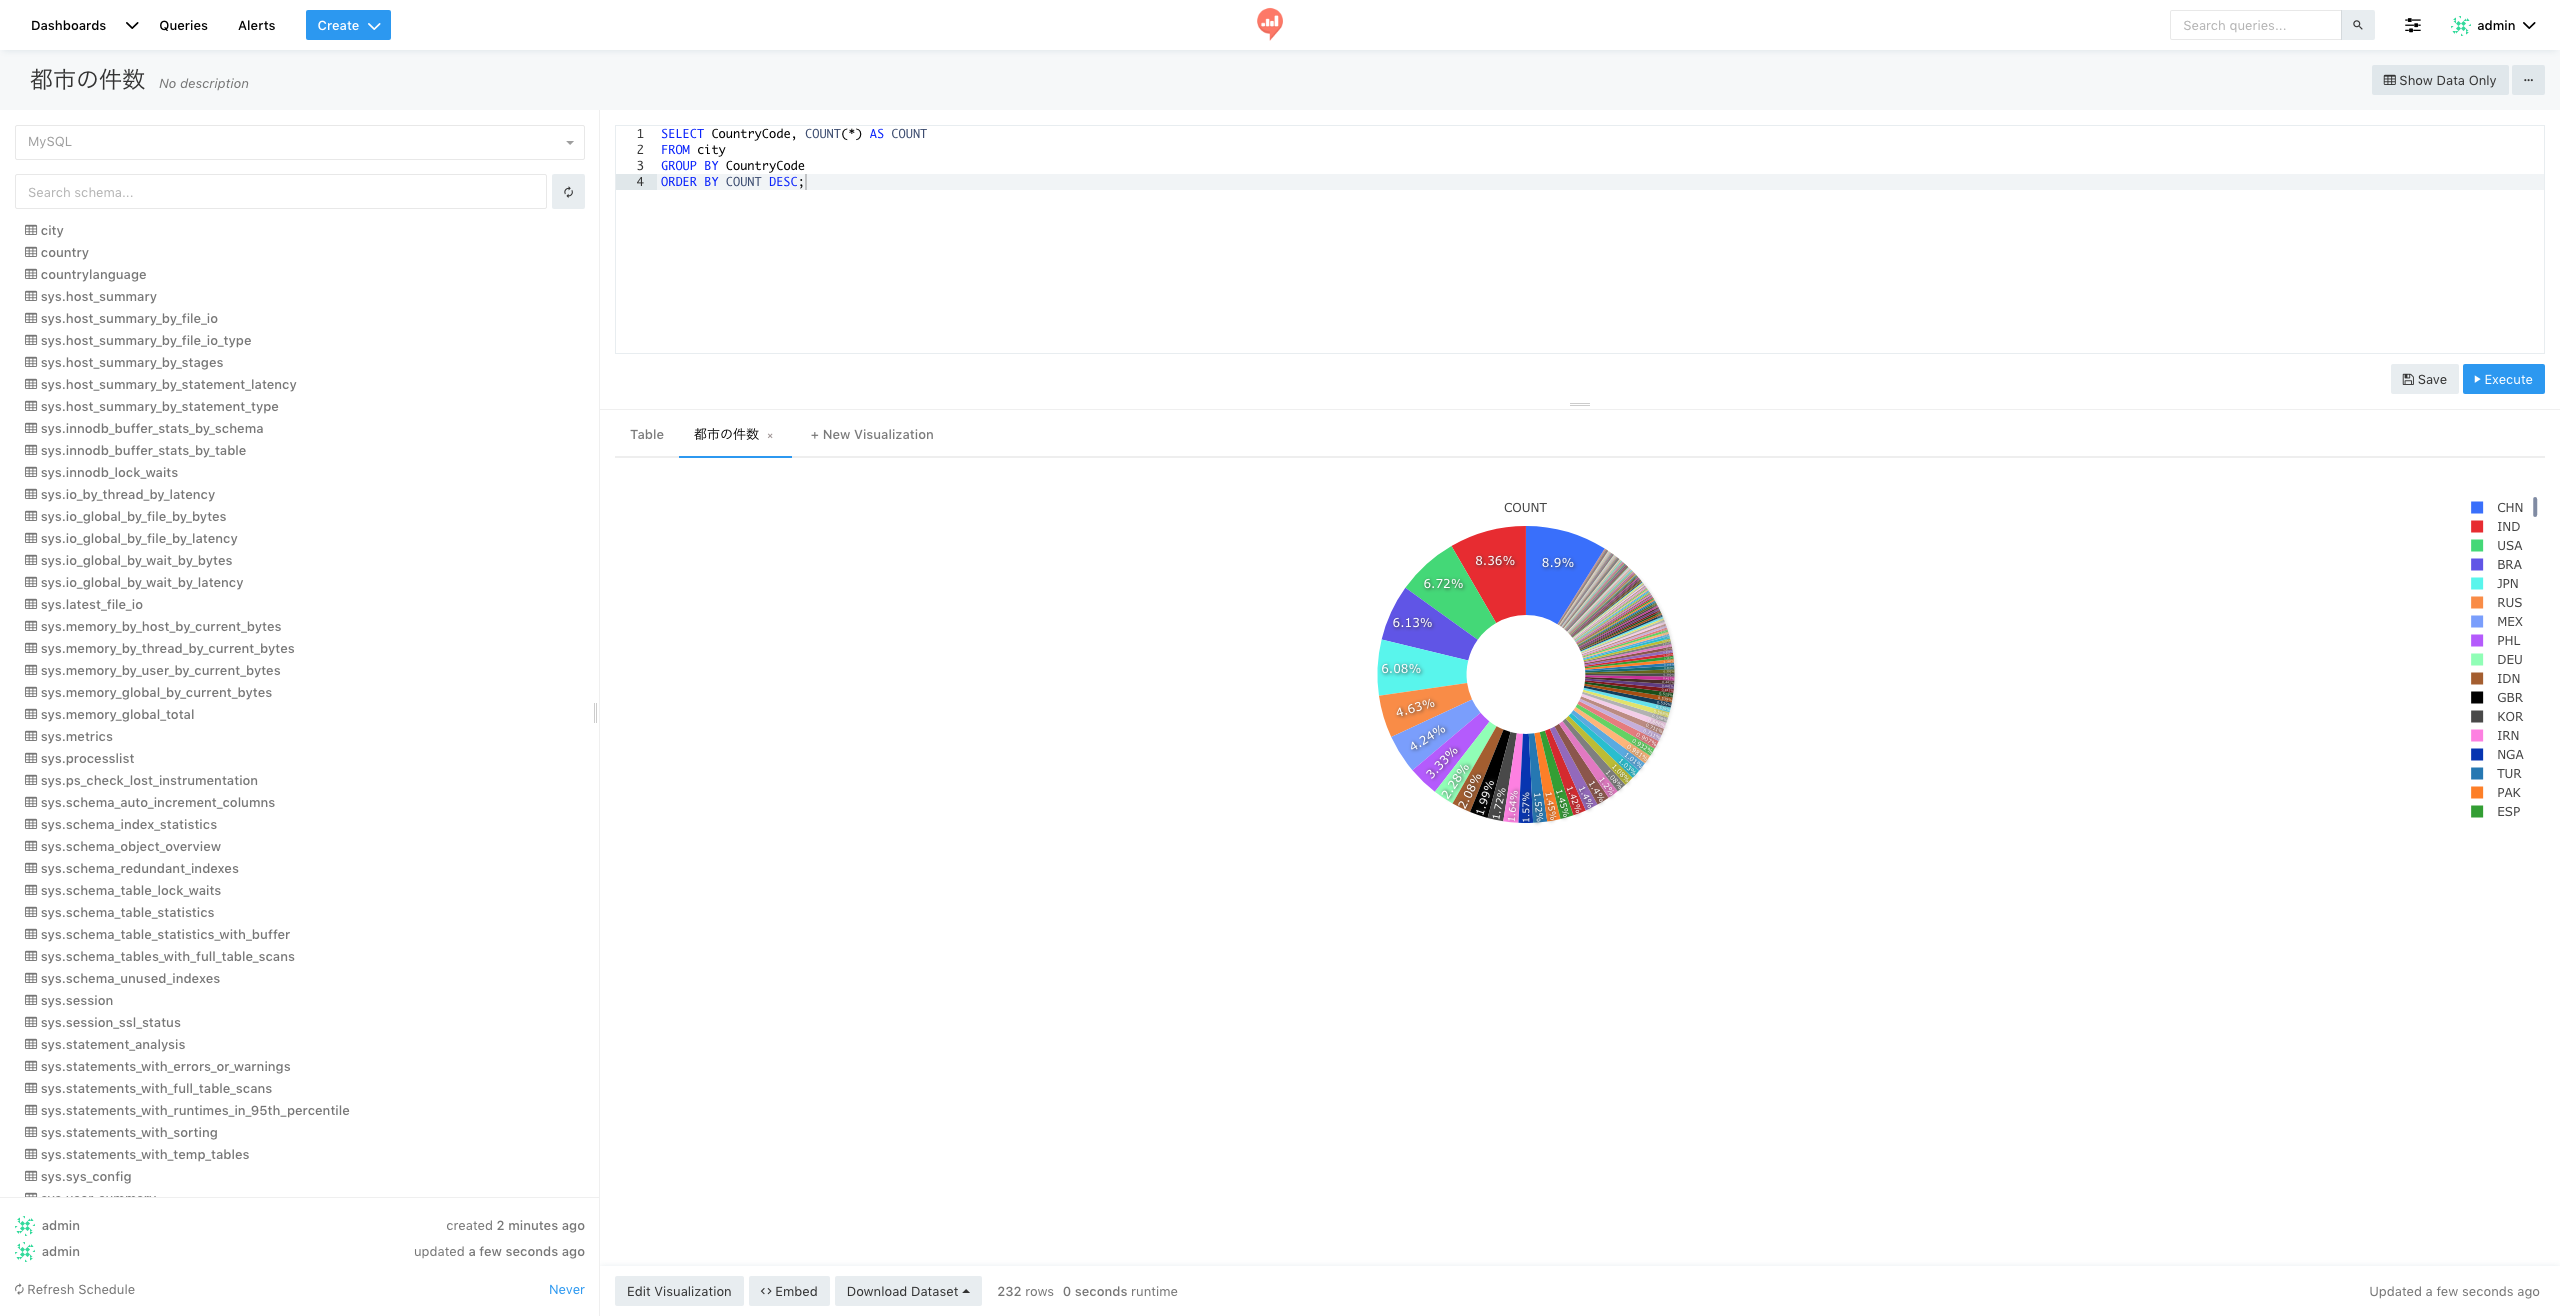 Dashboards Queries Alerts Create Search queries... admin
都市の件数 No description Show Data Only ...
MySQL
Search schema...
city
country
countrylanguage
sys.host_summary
sys.host_summary_by_file_io
sys.host_summary_by_file_io_type
sys.host_summary_by_stages
sys.host_summary_by_statement_latency
sys.host_summary_by_statement_type
sys.innodb_buffer_stats_by_schema
sys.innodb_buffer_stats_by_table
sys.innodb_lock_waits
sys.io_by_thread_by_latency
sys.io_global_by_file_by_bytes
sys.io_global_by_file_by_latency
sys.io_global_by_wait_by_bytes
sys.io_global_by_wait_by_latency
sys.latest_file_io
sys.memory_by_host_by_current_bytes
sys.memory_by_thread_by_current_bytes
sys.memory_by_user_by_current_bytes
sys.memory_global_by_current_bytes
sys.memory_global_total
sys.metrics
sys.processlist
sys.ps_check_lost_instrumentation
sys.schema_auto_increment_columns
sys.schema_index_statistics
sys.schema_object_overview
sys.schema_redundant_indexes
sys.schema_table_lock_waits
sys.schema_table_statistics
sys.schema_table_statistics_with_buffer
sys.schema_tables_with_full_table_scans
sys.schema_unused_indexes
sys.session
sys.session_ssl_status
sys.statement_analysis
sys.statements_with_errors_or_warnings
sys.statements_with_full_table_scans
sys.statements_with_runtimes_in_95th_percentile
sys.statements_with_sorting
sys.statements_with_temp_tables
sys.sys_config
admin created 2 minutes ago
admin updated a few seconds ago
Refresh Schedule Never
1 SELECT CountryCode, COUNT(*) AS COUNT
2 FROM city
3 GROUP BY CountryCode
4 ORDER BY COUNT DESC;
Save Execute
Table 都市の件数 × + New Visualization
COUNT
8.9%
8.36%
6.72%
6.13%
6.08%
4.63%
4.24%
3.33%
2.28%
2.08%
1.99%
1.72%
1.64%
1.57%
1.52%
1.45%
1.45%
1.42%
1.4%
1.4%
CHN
IND
USA
BRA
JPN
RUS
MEX
PHL
DEU
IDN
GBR
KOR
IRN
NGA
TUR
PAK
ESP
Edit Visualization <> Embed Download Dataset 232 rows 0 seconds runtime Updated a few seconds ago